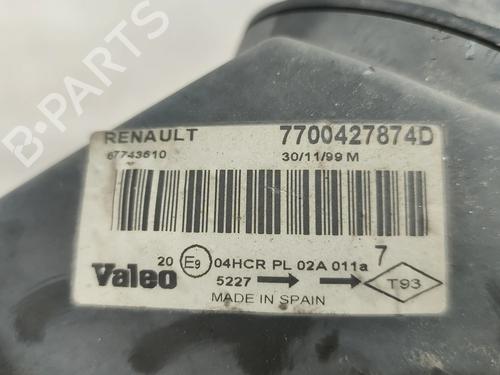 RENAULT 7700427874D
67743610 30/11/99 M
20 E9 04HCR PL 02A 011a 7
Valeo 5227 T93
MADE IN SPAIN
B-PARTS